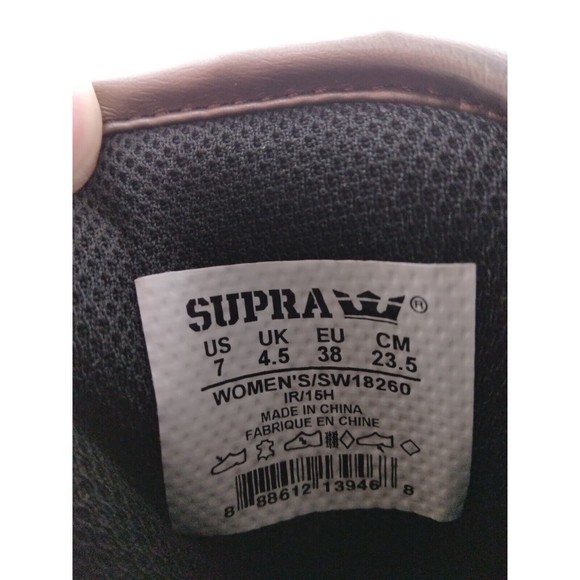 SUPRA ®
US UK EU CM
7 4.5 38 23.5
WOMEN'S/SW18260
IR/15H
MADE IN CHINA
FABRIQUE EN CHINE
8 88612 13946 8